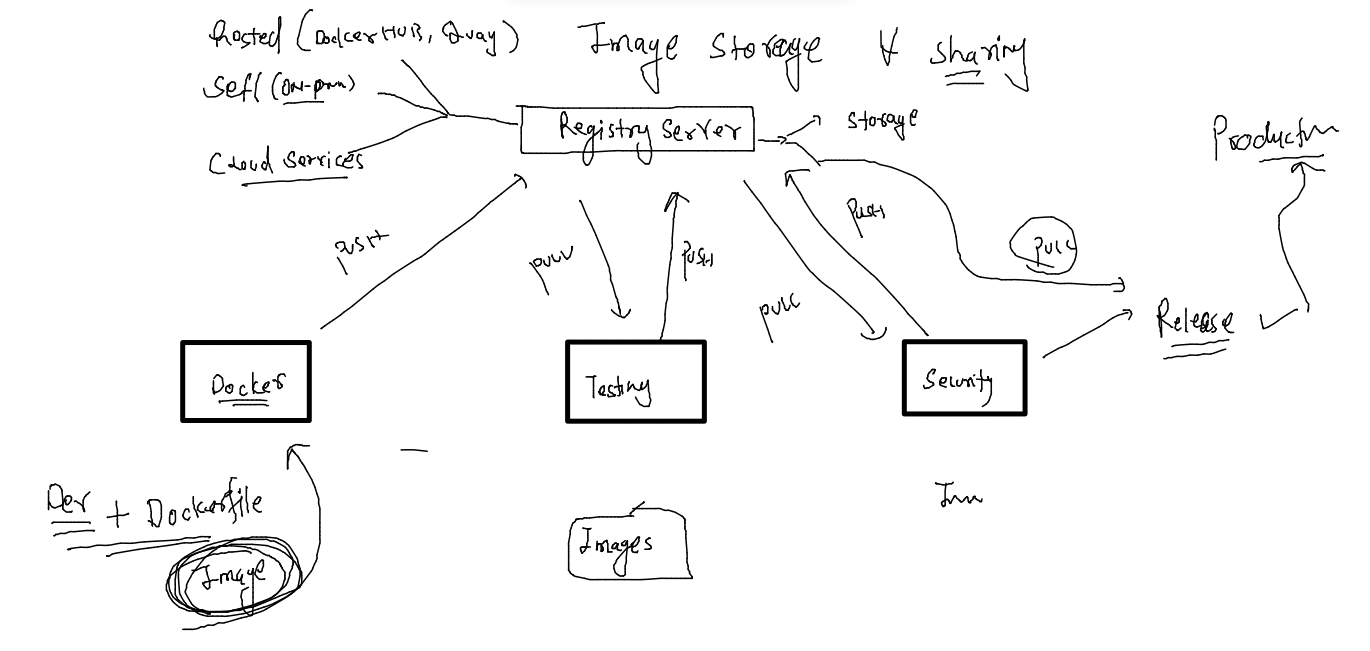 hosted (DockerHUB, Quay)
Image Storage & sharing
Self (on-prem)
Registry Server
Storage
Production
Cloud Services
PUSH
PULL
PUSH
PULL
PUSH
PULL
Release
Docker
Testing
Security
Dev + Dockerfile
Image
Images